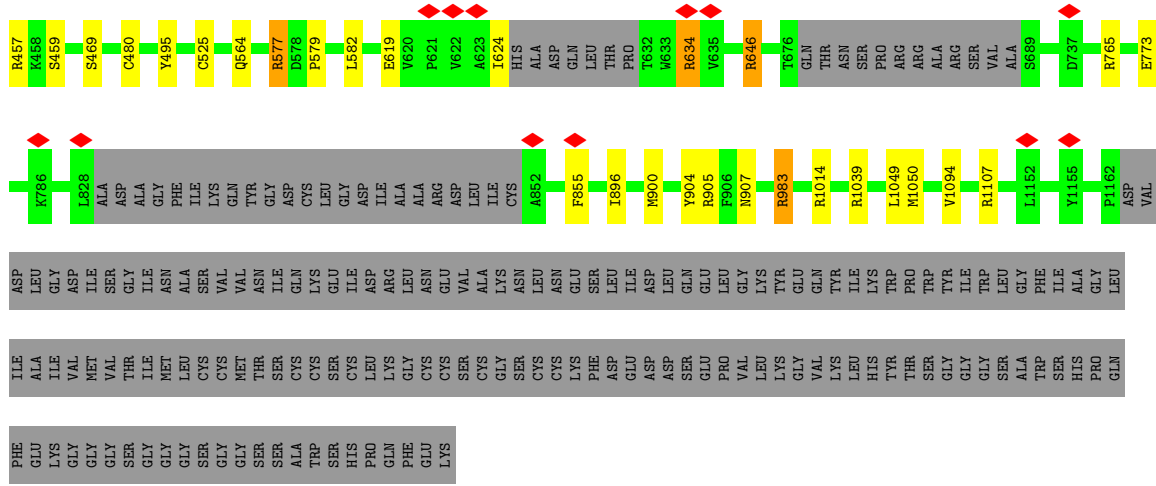 R457 K458 S459 S469 C480 Y495 C525 Q564 R577 D578 P579 L582 E619 V620 P621 V622 A623 I624 HIS ALA ASP GLN LEU THR PRO T632 W633 R634 V635 R646 T676 GLN THR ASN SER PRO ARG ARG ALA ARG SER VAL ALA S689 D737 R765 E773
K786 L828 ALA ASP ALA GLY PHE ILE LYS GLN TYR GLY ASP CYS LEU GLY ASP ILE ALA ALA ARG ASP LEU ILE CYS A852 F855 I896 M900 Y904 R905 F906 N907 R983 R1014 R1039 L1049 M1050 V1094 R1107 L1152 Y1155 P1162 ASP VAL
ASP LEU GLY ASP ILE SER GLY ILE ASN ALA SER VAL VAL ASN ILE GLN LYS GLU ILE ASP ARG LEU ASN GLU VAL ALA LYS ASN LEU ASN GLU SER LEU ILE ASP LEU GLN GLU LEU GLY LYS TYR GLU GLN TYR ILE LYS TRP PRO TRP TYR ILE TRP LEU GLY PHE ILE ALA GLY LEU
ILE ALA ILE VAL MET VAL THR ILE MET LEU CYS CYS MET THR SER CYS CYS SER CYS LEU LYS GLY CYS CYS SER CYS GLY SER CYS CYS LYS PHE ASP GLU ASP ASP SER GLU PRO VAL LEU LYS GLY VAL LYS LEU HIS TYR THR SER GLY GLY GLY SER ALA TRP SER HIS PRO GLN
PHE GLU LYS GLY GLY GLY SER GLY GLY GLY SER GLY GLY SER SER ALA TRP SER HIS PRO GLN PHE GLU LYS